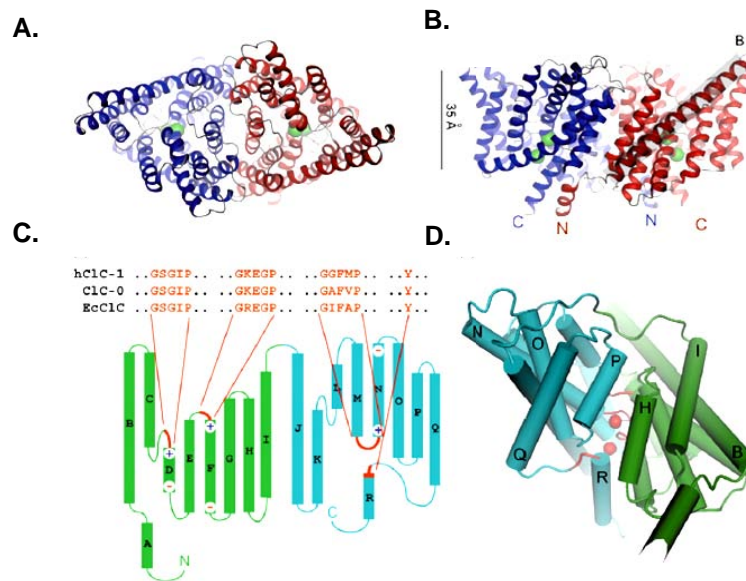 A.
B.
B
35 Å
C N N C
C.
D.
hClC-1 ..GSGIP.. ..GKEGP.. ..GGFMP.. ..Y..
ClC-0 ..GSGIP.. ..GKEGP.. ..GAFVP.. ..Y..
EcClC ..GSGIP.. ..GREGP.. ..GIFAP.. ..Y..
B C D E F G H I J K L M N O P Q
+ + - +
- -
R
A
N
C
N O P I
H
Q R B